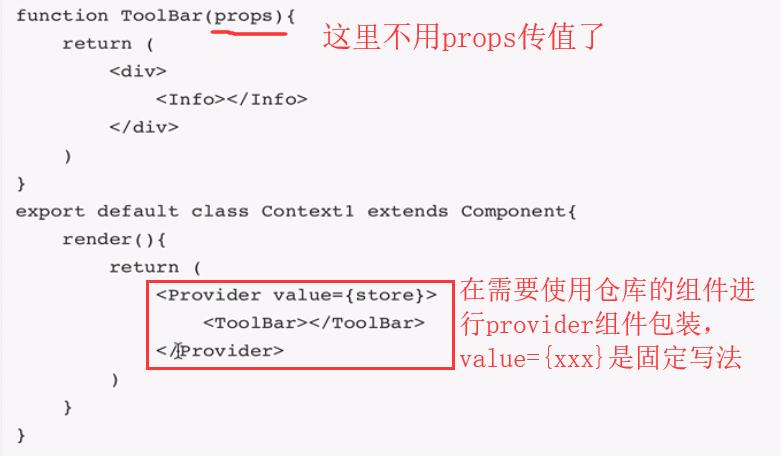 function ToolBar(props){
这里不用props传值了
return (
<div>
<Info></Info>
</div>
)
}
export default class Context1 extends Component{
render(){
return (
<Provider value={store}>
<ToolBar></ToolBar>
</Provider>
在需要使用仓库的组件进
行provider组件包装，
value={xxx}是固定写法
)
}
}